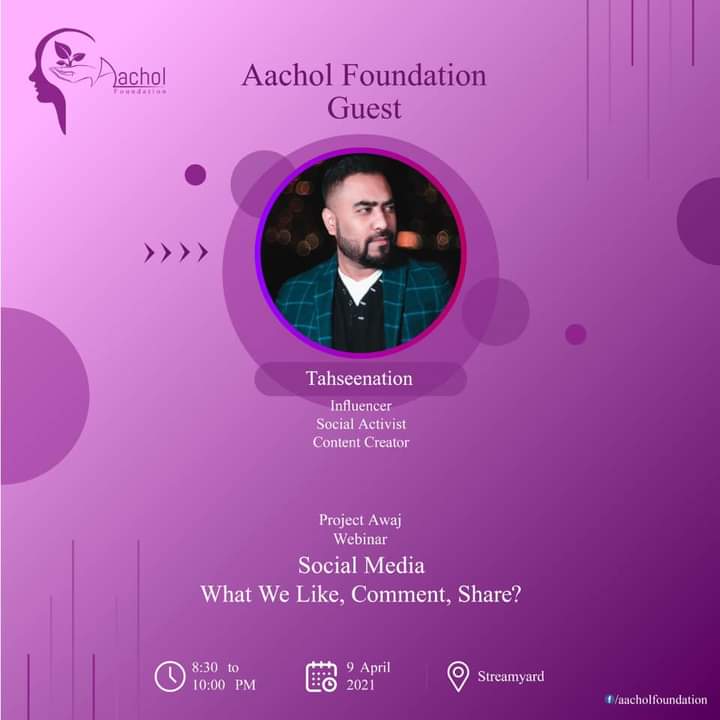 Aachol
Foundation
Aachol Foundation
Guest
Tahseenation
Influencer
Social Activist
Content Creator
Project Awaj
Webinar
Social Media
What We Like, Comment, Share?
8:30 to
10:00 PM
9 April
2021
Streamyard
f/aacholfoundation